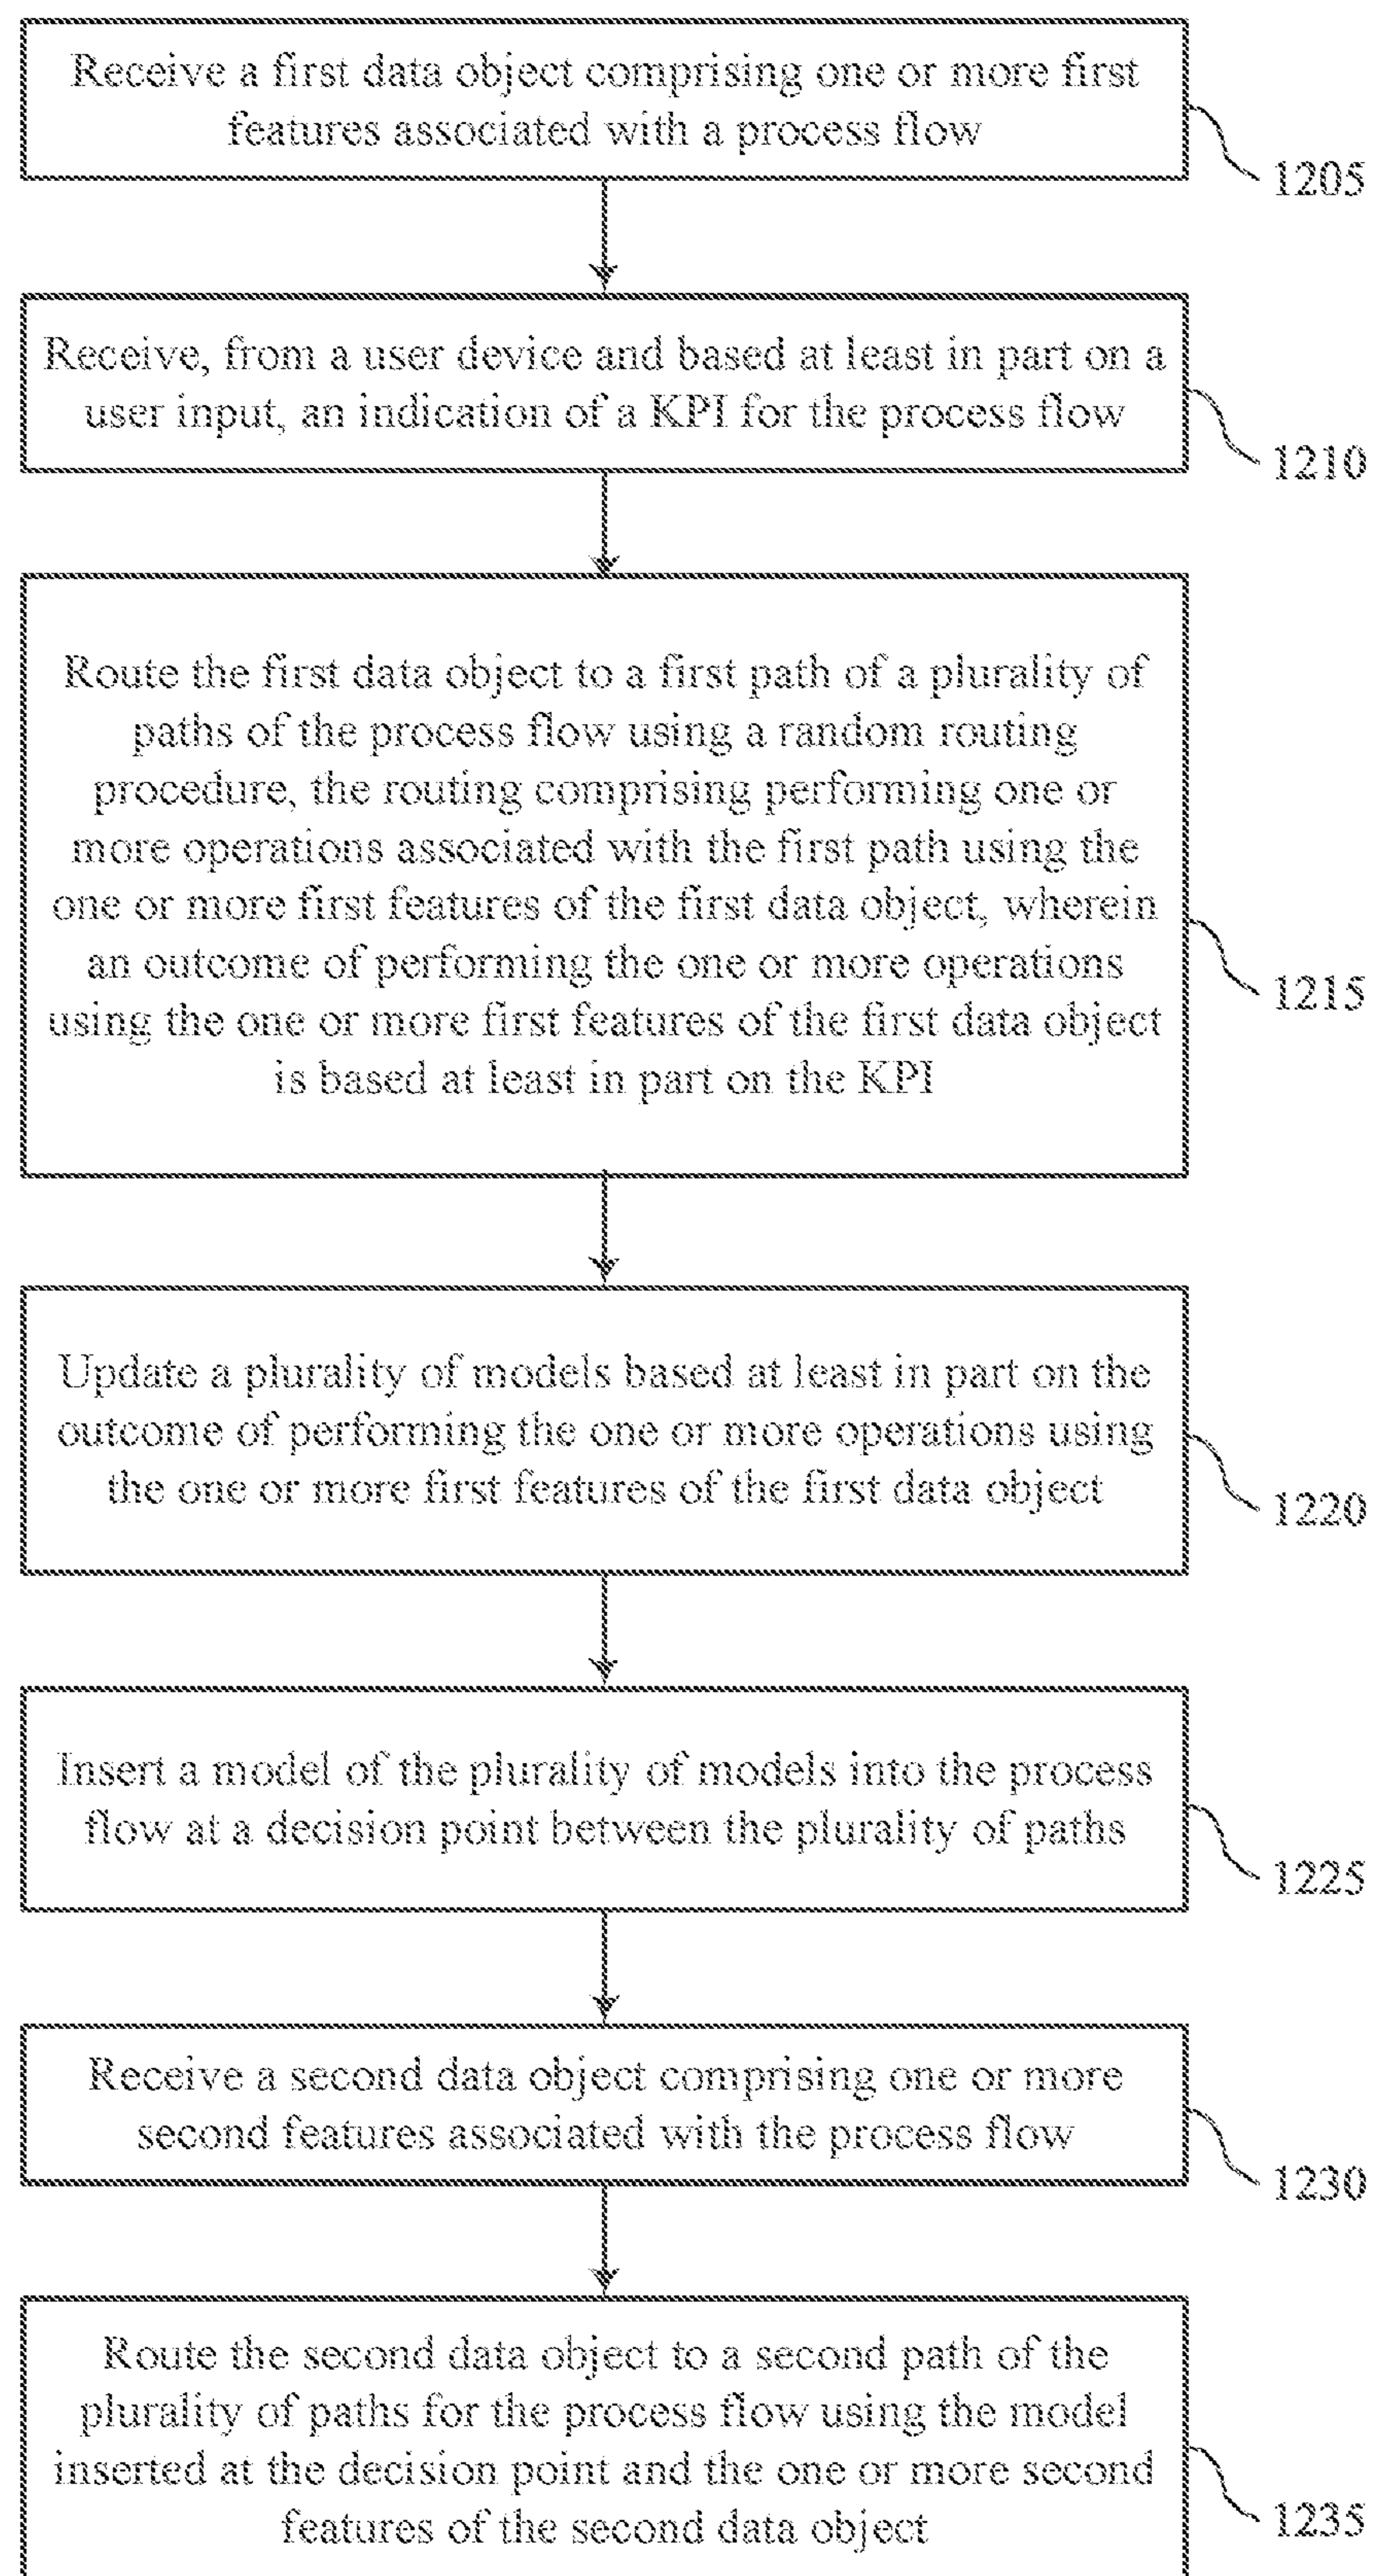 Receive a first data object comprising one or more first
features associated with a process flow
1205
Receive, from a user device and based at least in part on a
user input, an indication of a KPI for the process flow
1210
Route the first data object to a first path of a plurality of
paths of the process flow using a random routing
procedure, the routing comprising performing one or
more operations associated with the first path using the
one or more first features of the first data object, wherein
an outcome of performing the one or more operations
using the one or more first features of the first data object
is based at least in part on the KPI
1215
Update a plurality of models based at least in part on the
outcome of performing the one or more operations using
the one or more first features of the first data object
1220
Insert a model of the plurality of models into the process
flow at a decision point between the plurality of paths
1225
Receive a second data object comprising one or more
second features associated with the process flow
1230
Route the second data object to a second path of the
plurality of paths for the process flow using the model
inserted at the decision point and the one or more second
features of the second data object
1235